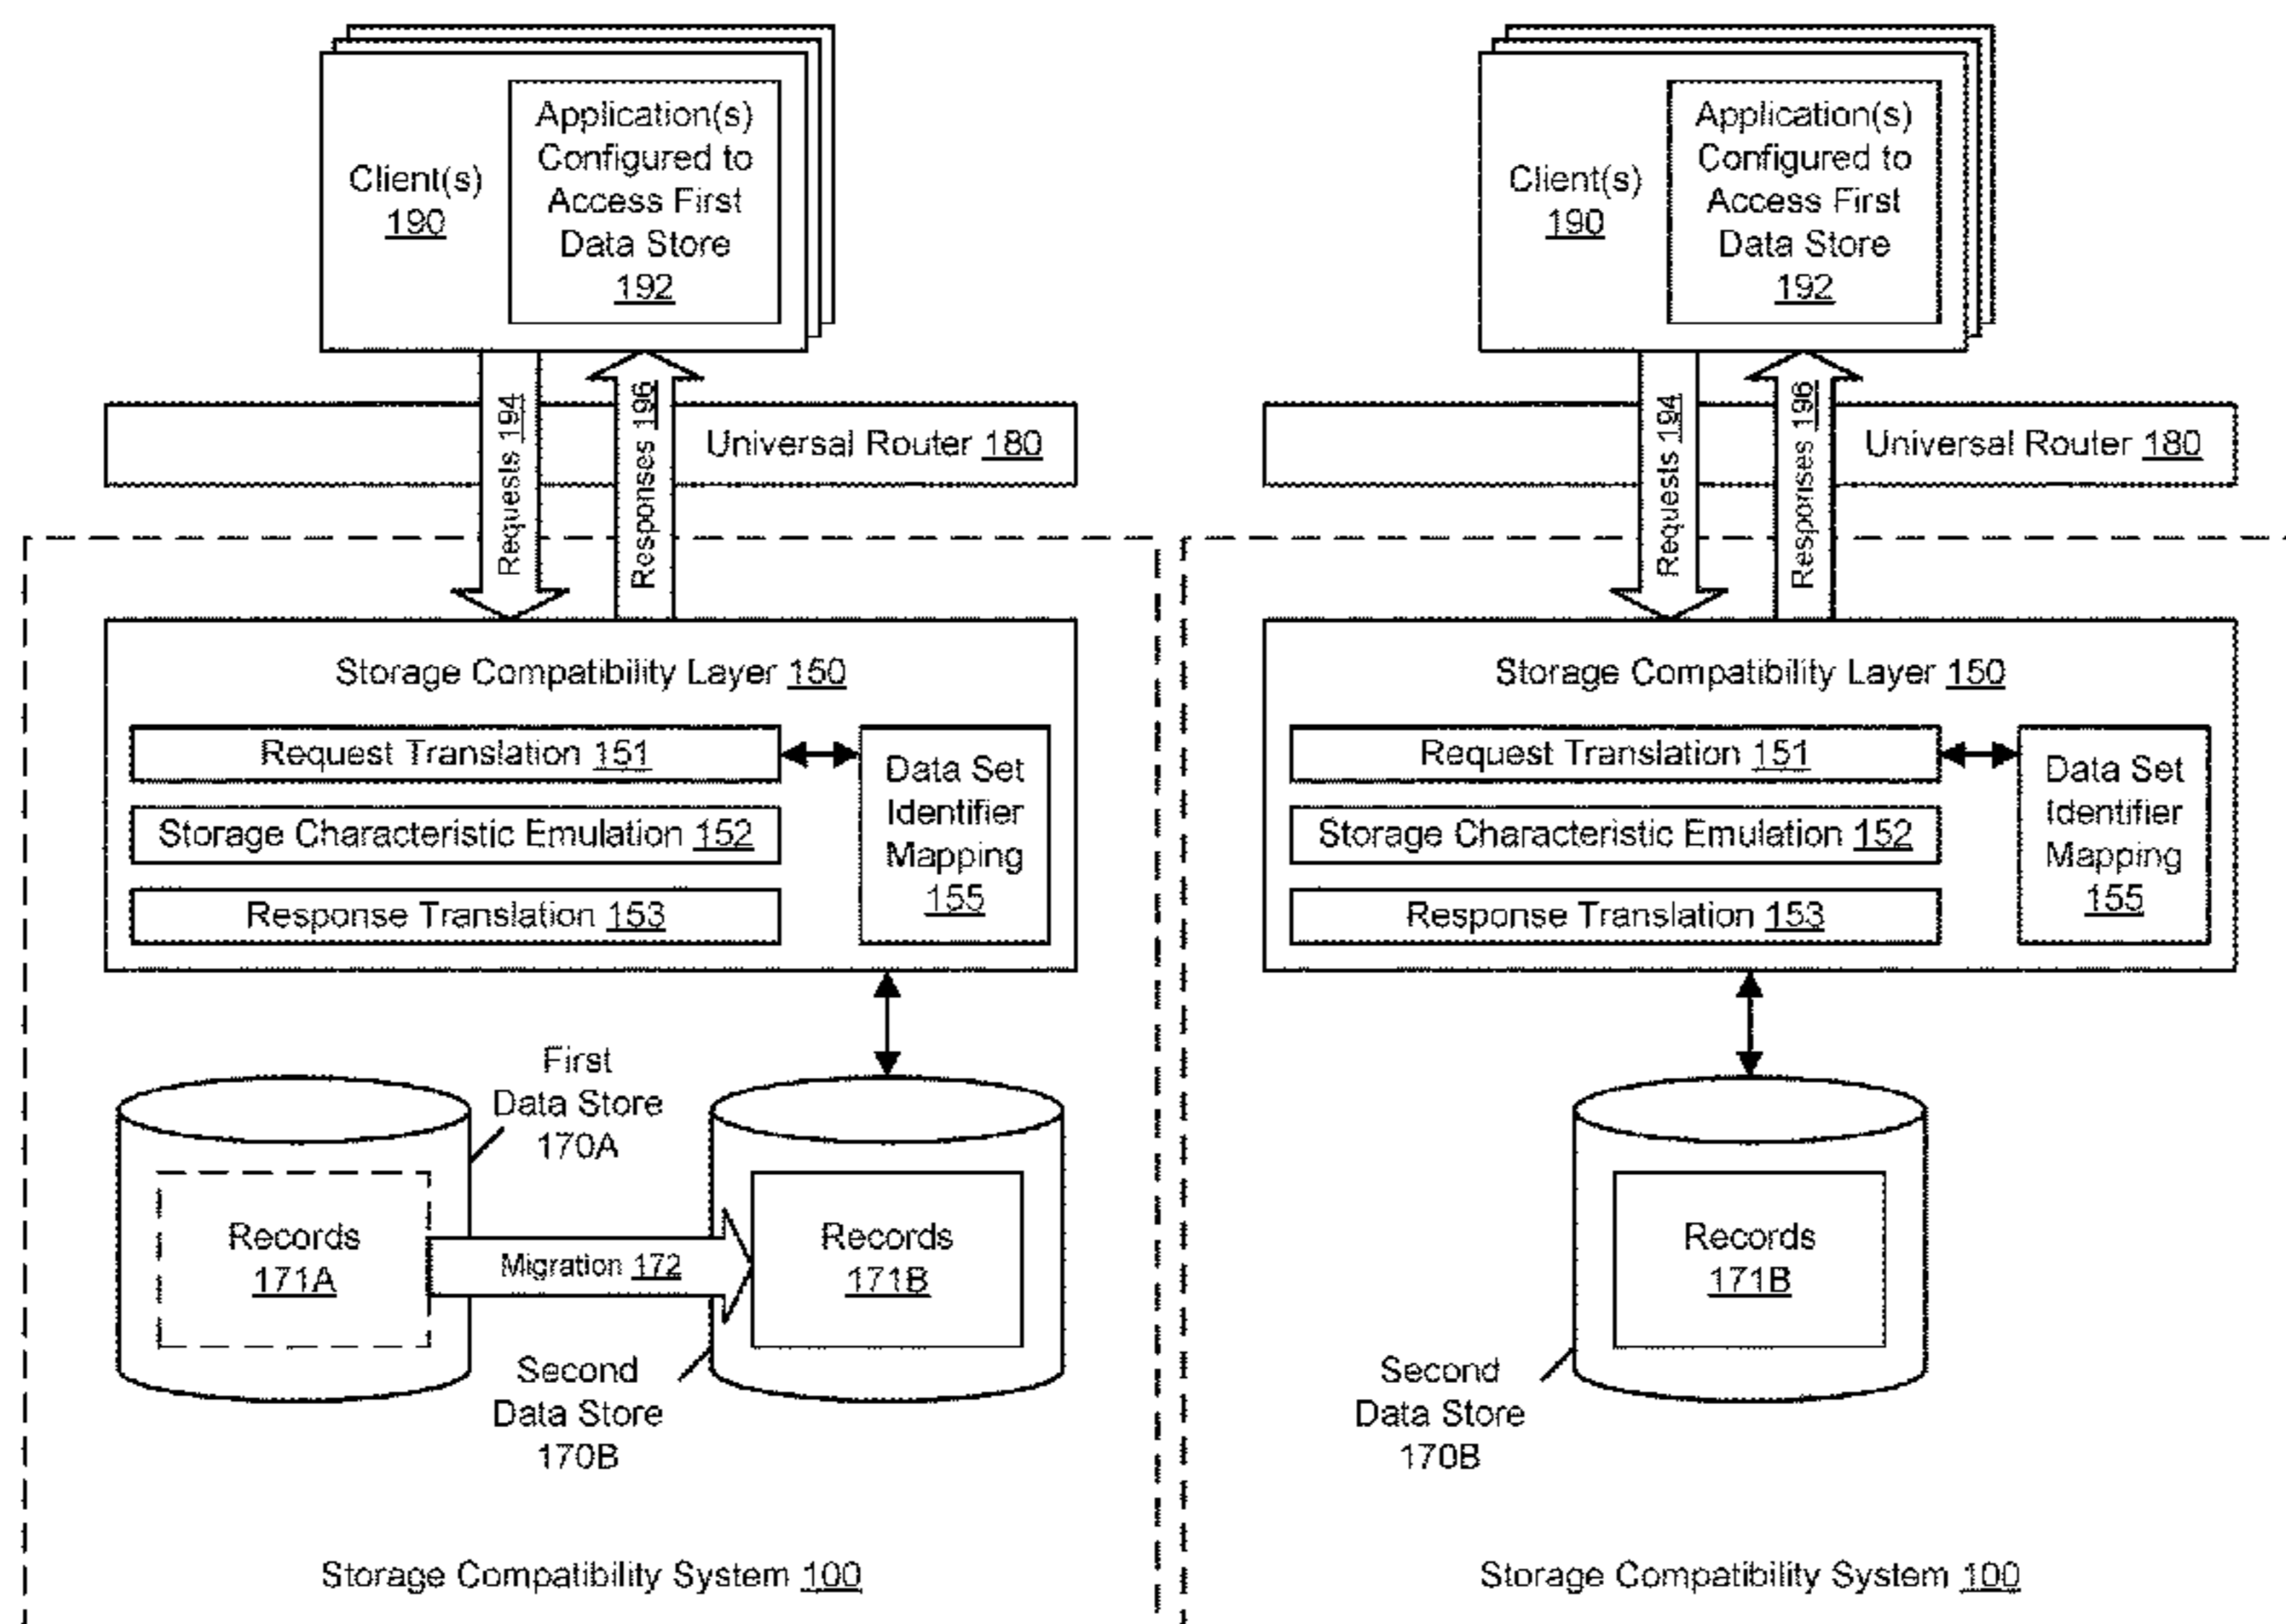 Client(s)
190
Application(s)
Configured to
Access First
Data Store
192
Requests 194
Responses 196
Universal Router 180
Storage Compatibility Layer 150
Request Translation 151
Storage Characteristic Emulation 152
Response Translation 153
Data Set
Identifier
Mapping
155
First
Data Store
170A
Records
171A
Migration 172
Records
171B
Second
Data Store
170B
Storage Compatibility System 100
Client(s)
190
Application(s)
Configured to
Access First
Data Store
192
Requests 194
Responses 196
Universal Router 180
Storage Compatibility Layer 150
Request Translation 151
Storage Characteristic Emulation 152
Response Translation 153
Data Set
Identifier
Mapping
155
Records
171B
Second
Data Store
170B
Storage Compatibility System 100